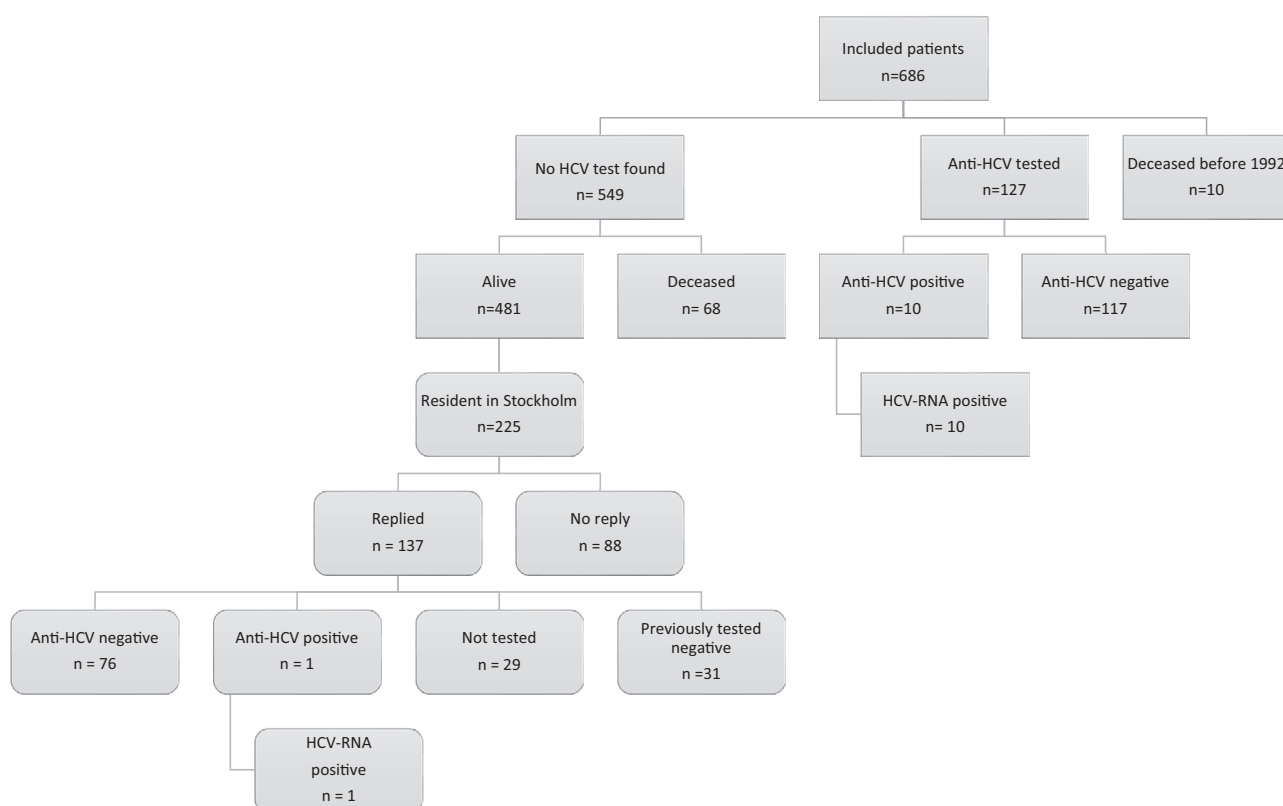 Included patients
n=686
No HCV test found
n= 549
Anti-HCV tested
n=127
Deceased before 1992
n=10
Alive
n=481
Deceased
n= 68
Anti-HCV positive
n=10
Anti-HCV negative
n=117
Resident in Stockholm
n=225
HCV-RNA positive
n= 10
Replied
n = 137
No reply
n = 88
Anti-HCV negative
n = 76
Anti-HCV positive
n = 1
Not tested
n = 29
Previously tested
negative
n =31
HCV-RNA
positive
n = 1